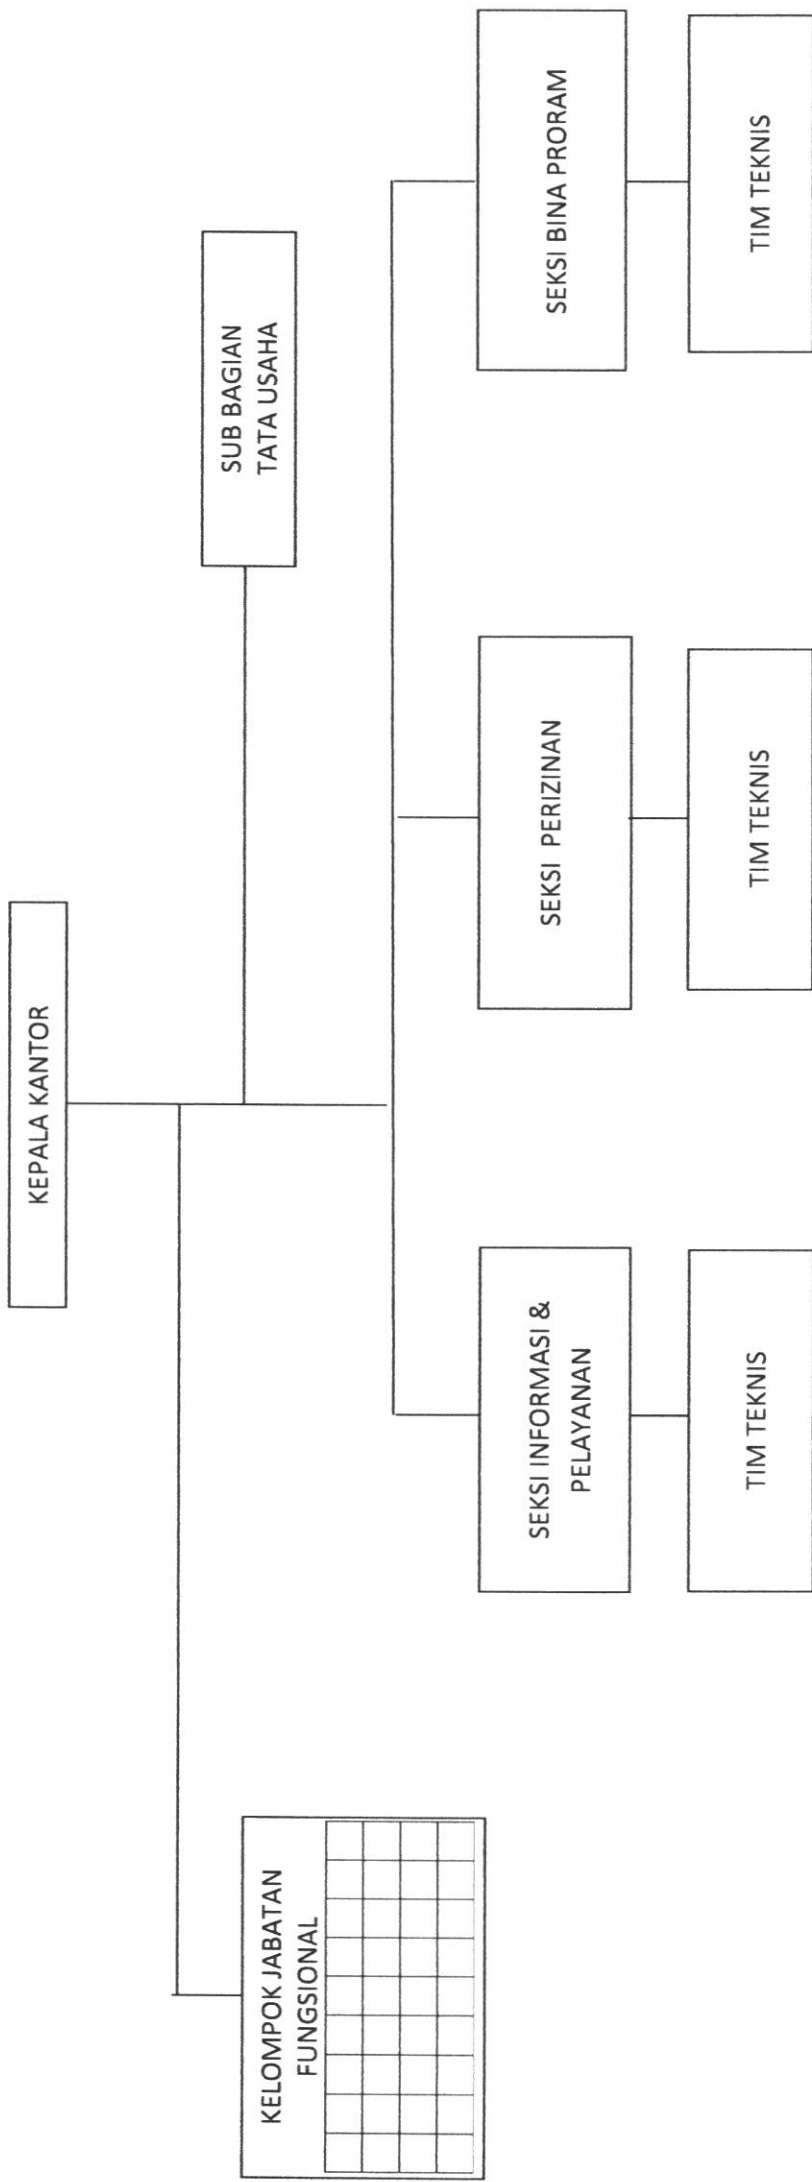 KEPALA KANTOR
SUB BAGIAN
TATA USAHA
KELOMPOK JABATAN
FUNGSIONAL
SEKSI INFORMASI &
PELAYANAN
SEKSI PERIZINAN
SEKSI BINA PRORAM
TIM TEKNIS
TIM TEKNIS
TIM TEKNIS